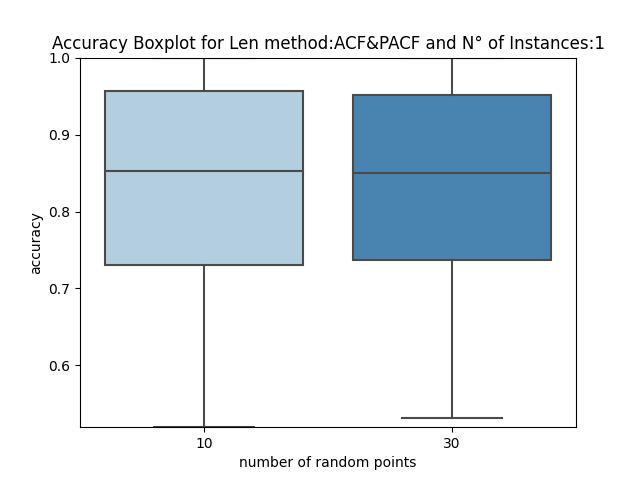 Accuracy Boxplot for Len method:ACF&PACF and N° of Instances:1
1.0
0.9
0.8
0.7
0.6
accuracy
10 30
number of random points